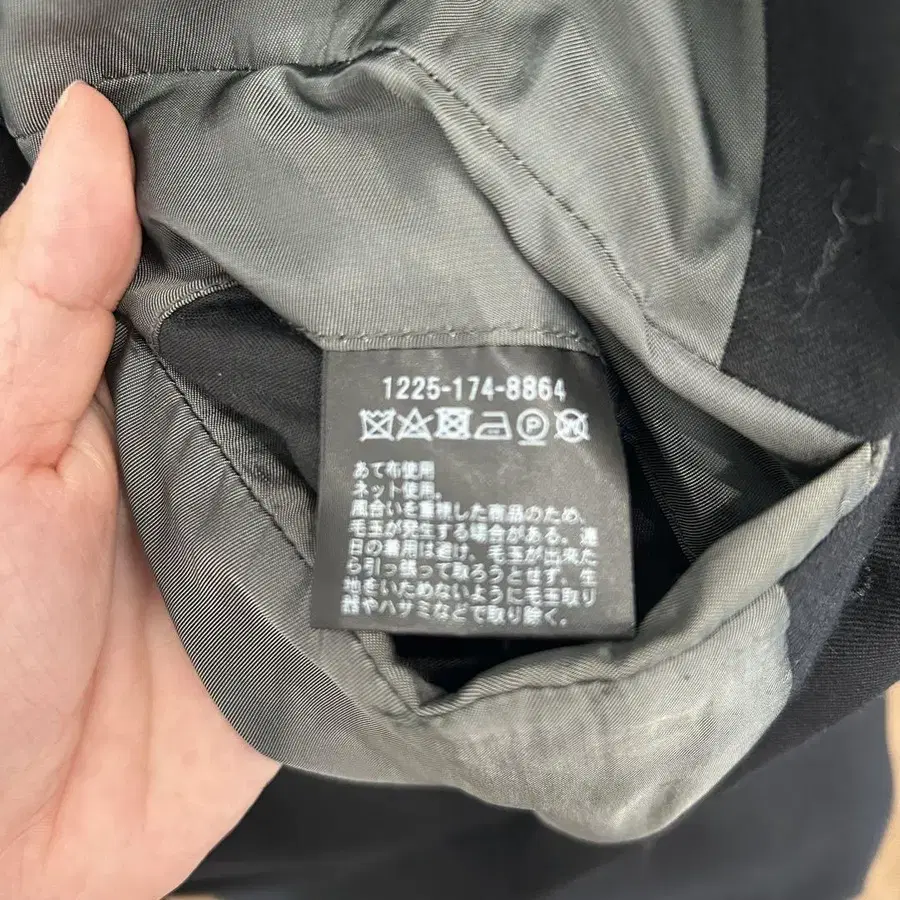 1225-174-8864
P W
あて布使用
ネット使用。
風合いを重視した商品のため、
毛玉が発生する場合がある。連
日の着用は避け、毛玉が出来た
ら引っ張って取ろうとせず、生
地をいためないように毛玉取り
器やハサミなどで取り除く。